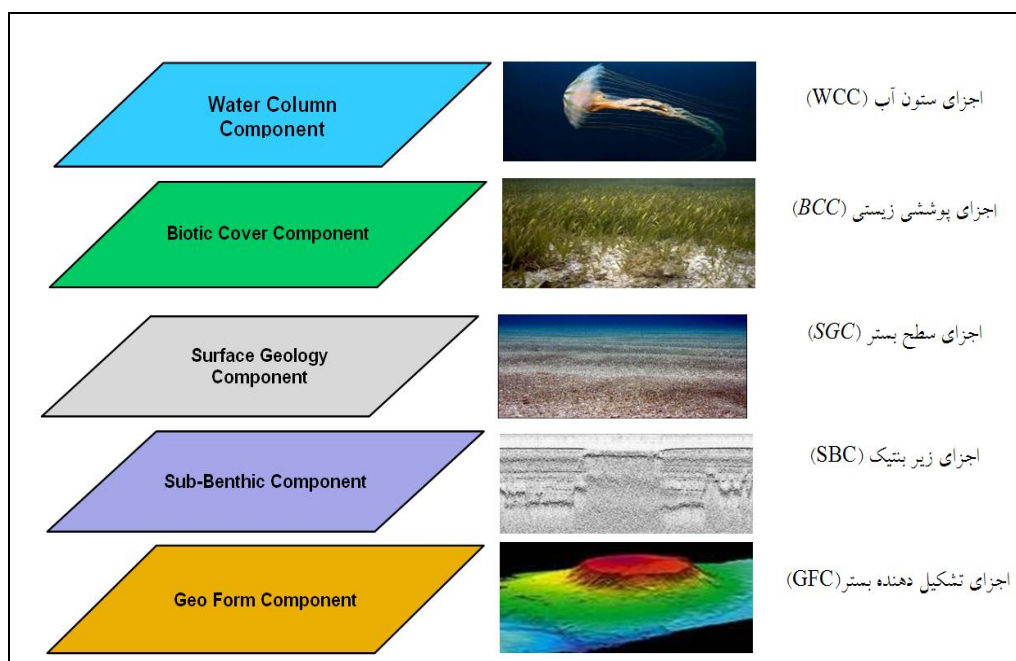 Water Column
Component
اجزای ستون آب (WCC)
Biotic Cover Component
اجزای پوششی زیستی (BCC)
Surface Geology
Component
اجزای سطح بستر (SGC)
Sub-Benthic Component
اجزای زیر بنتیک (SBC)
Geo Form Component
اجزای تشکیل دهنده بستر(GFC)